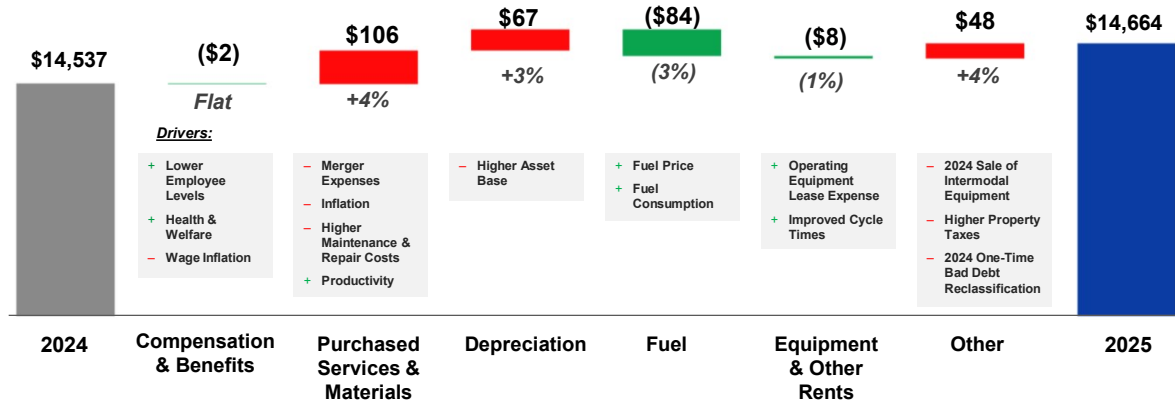 $14,537
($2)
Flat
$106
+4%
$67
+3%
($84)
(3%)
($8)
(1%)
$48
+4%
$14,664
Drivers:
+ Lower
Employee
Levels
+ Health &
Welfare
– Wage Inflation
– Merger
Expenses
– Inflation
– Higher
Maintenance &
Repair Costs
+ Productivity
– Higher Asset
Base
+ Fuel Price
+ Fuel
Consumption
+ Operating
Equipment
Lease Expense
+ Improved Cycle
Times
– 2024 Sale of
Intermodal
Equipment
– Higher Property
Taxes
– 2024 One-Time
Bad Debt
Reclassification
2024
Compensation
& Benefits
Purchased
Services &
Materials
Depreciation
Fuel
Equipment
& Other
Rents
Other
2025